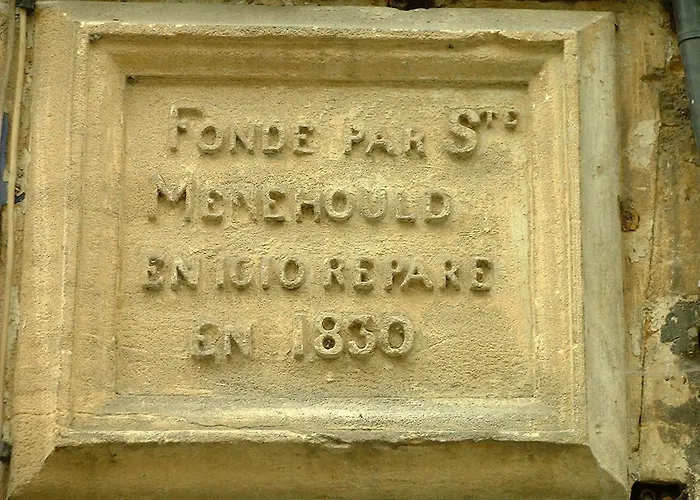 FONDE PAR STE
MENEHOULD
EN 1610 REPARE
EN 1830